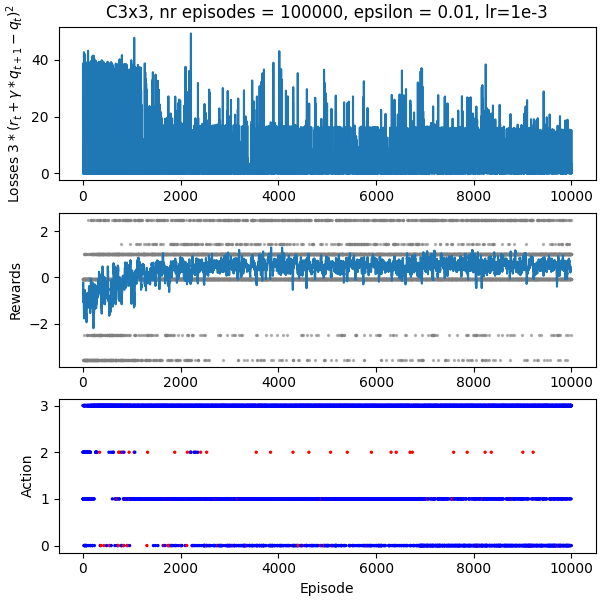 C3x3, nr episodes = 100000, epsilon = 0.01, lr=1e-3
Losses 3 * (r_t + γ * q_{t+1} − q_t)^2
40
20
0
0 2000 4000 6000 8000 10000
Rewards
2
0
−2
0 2000 4000 6000 8000 10000
Action
3
2
1
0
0 2000 4000 6000 8000 10000
Episode